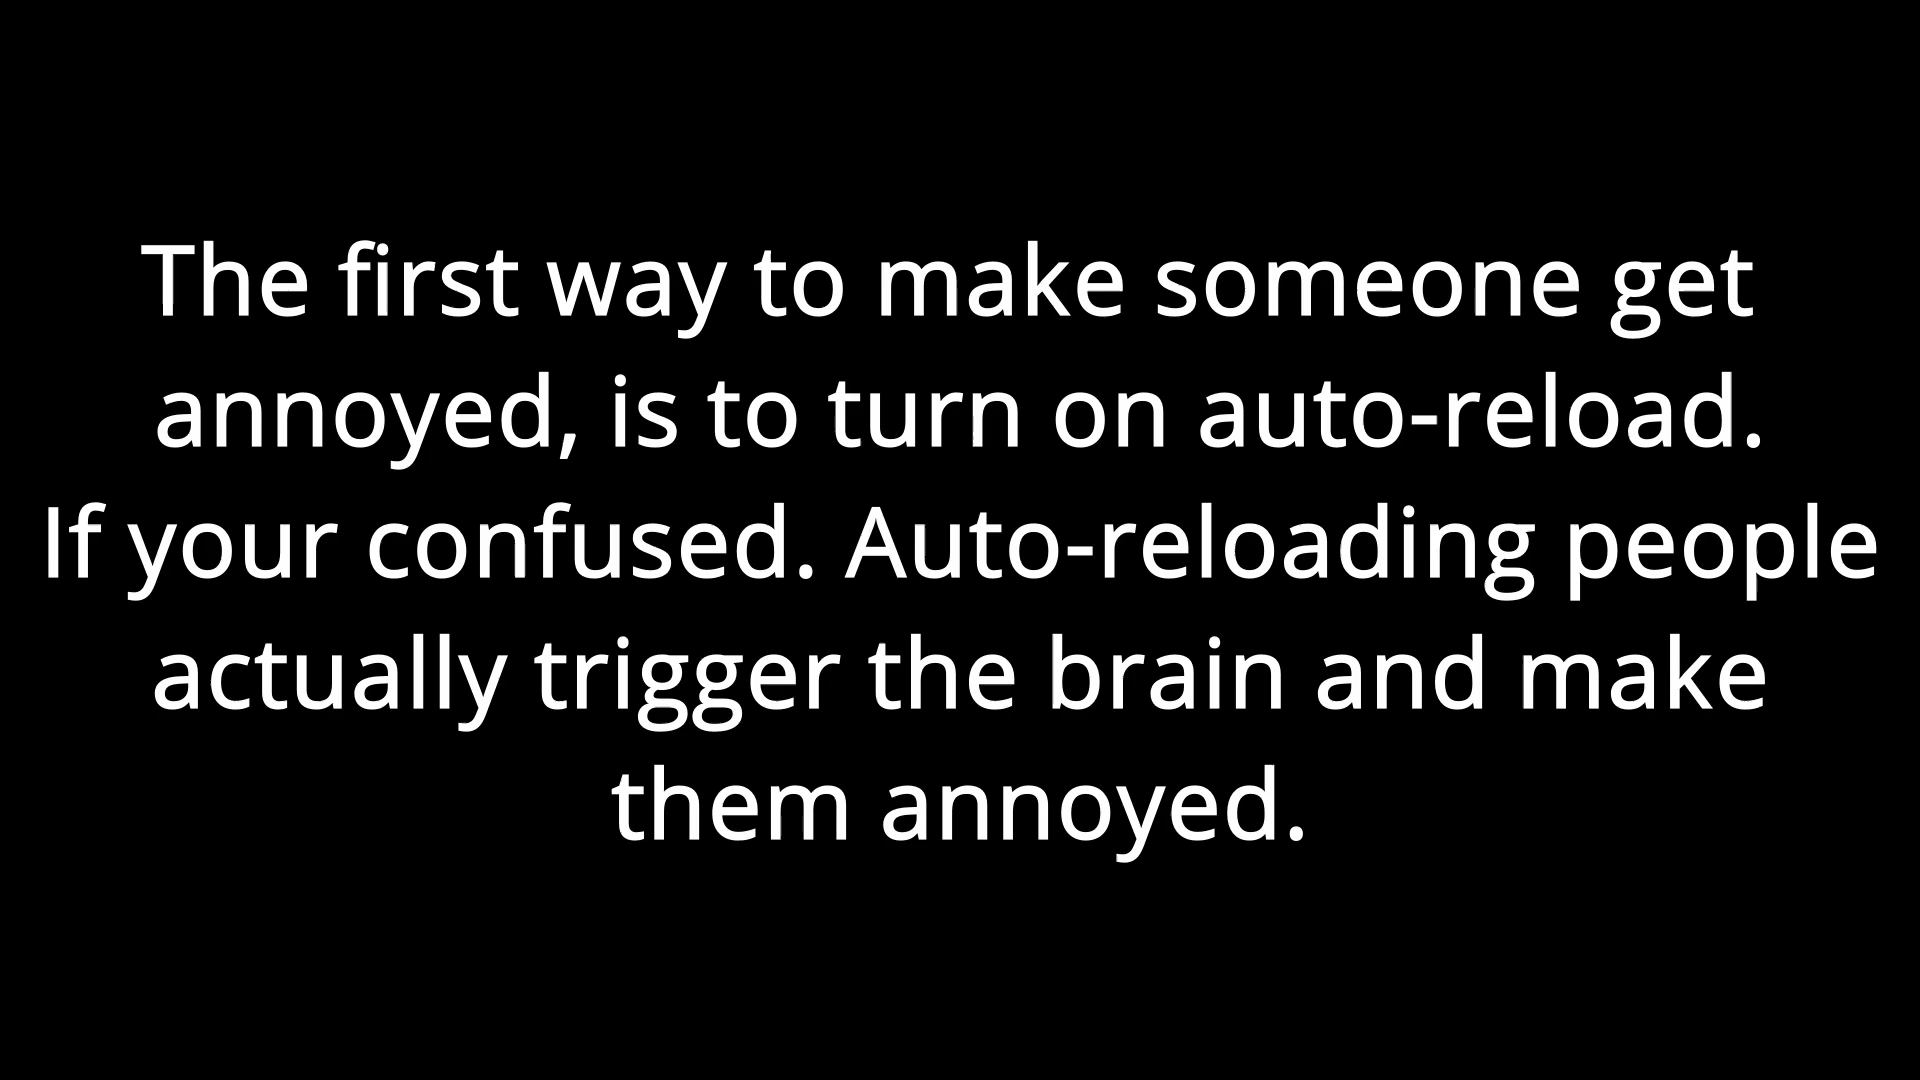 The first way to make someone get
annoyed, is to turn on auto-reload.
If your confused. Auto-reloading people
actually trigger the brain and make
them annoyed.